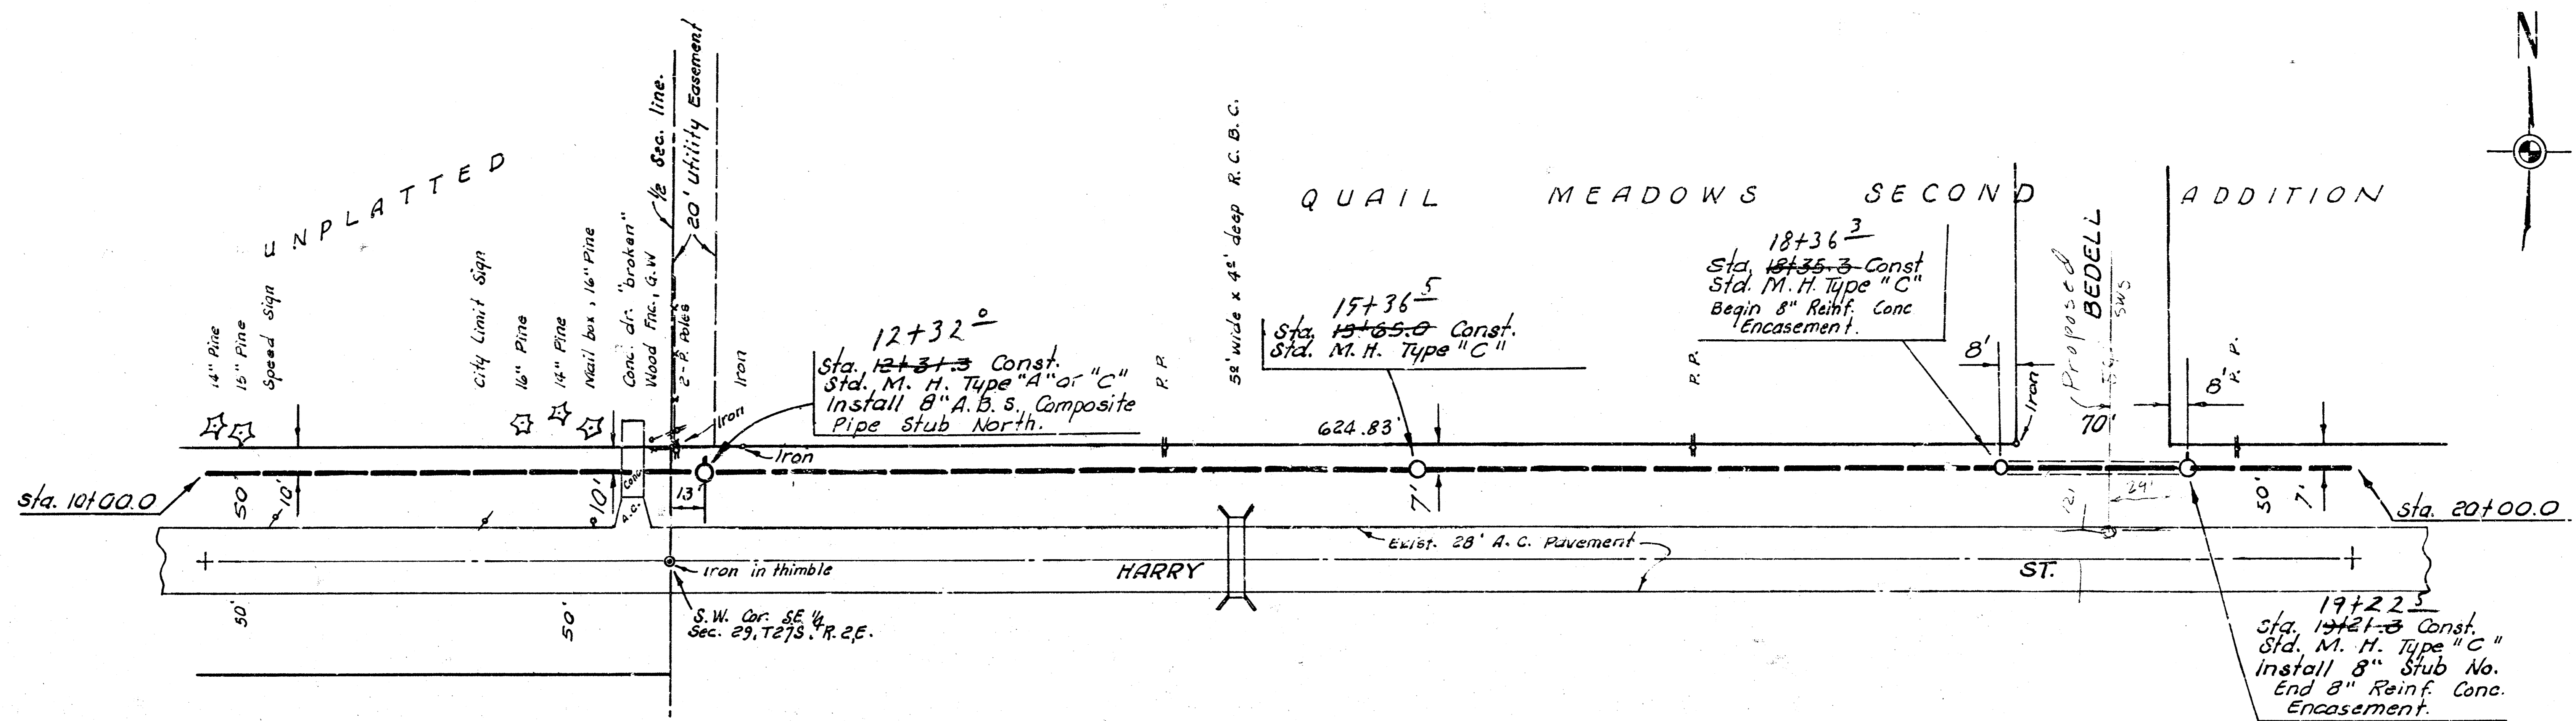 N
UNPLATTED
14" Pine
15" Pine
Speed Sign
City Limit Sign
16" Pine
14" Pine
Mail box, 16" Pine
Conc. dr. "broken"
Wood Fnc., G.W
1/2 Sec. line.
2-P. Poles
20' Utility Easement
Iron
Iron
Iron
12+32 0
Sta. 12+31.3 Const.
Std. M. H. Type "A" or "C"
Install 8" A.B.S. Composite
Pipe Stub North.
P. P.
52' wide x 42' deep R.C.B.C.
QUAIL MEADOWS SECOND ADDITION
15+36 5
Sta. 15+65.0 Const.
Std. M. H. Type "C"
624.83'
P. P.
18+36 3
Sta. 18+35.3 Const
Std. M. H. Type "C"
Begin 8" Reinf. Conc
Encasement.
8'
Iron
Proposed
BEDELL
SWS
70'
8'
P. P.
Sta. 10+00.0
50'
10'
10'
Conc.
A.C.
13'
7'
12'
29'
50'
7'
Sta. 20+00.0
Exist. 28' A.C. Pavement
Iron in thimble
HARRY ST.
50'
50'
S.W. Cor. SE 1/4
Sec. 29, T27S. R.2,E.
19+22 5
Sta. 19+21.3 Const.
Std. M. H. Type "C"
Install 8" Stub No.
End 8" Reinf. Conc.
Encasement.